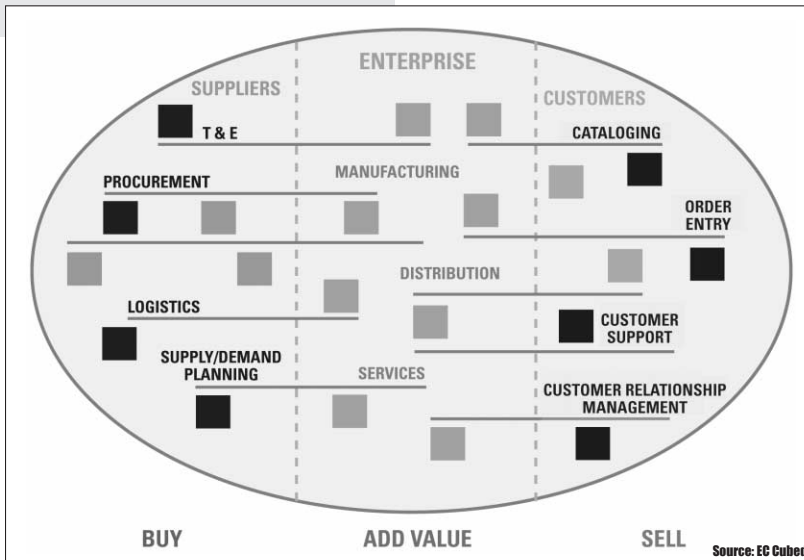 ENTERPRISE
SUPPLIERS
CUSTOMERS
T & E
CATALOGING
PROCUREMENT
MANUFACTURING
ORDER
ENTRY
DISTRIBUTION
LOGISTICS
CUSTOMER
SUPPORT
SUPPLY/DEMAND
PLANNING
SERVICES
CUSTOMER RELATIONSHIP
MANAGEMENT
BUY
ADD VALUE
SELL
Source: EC Cubed